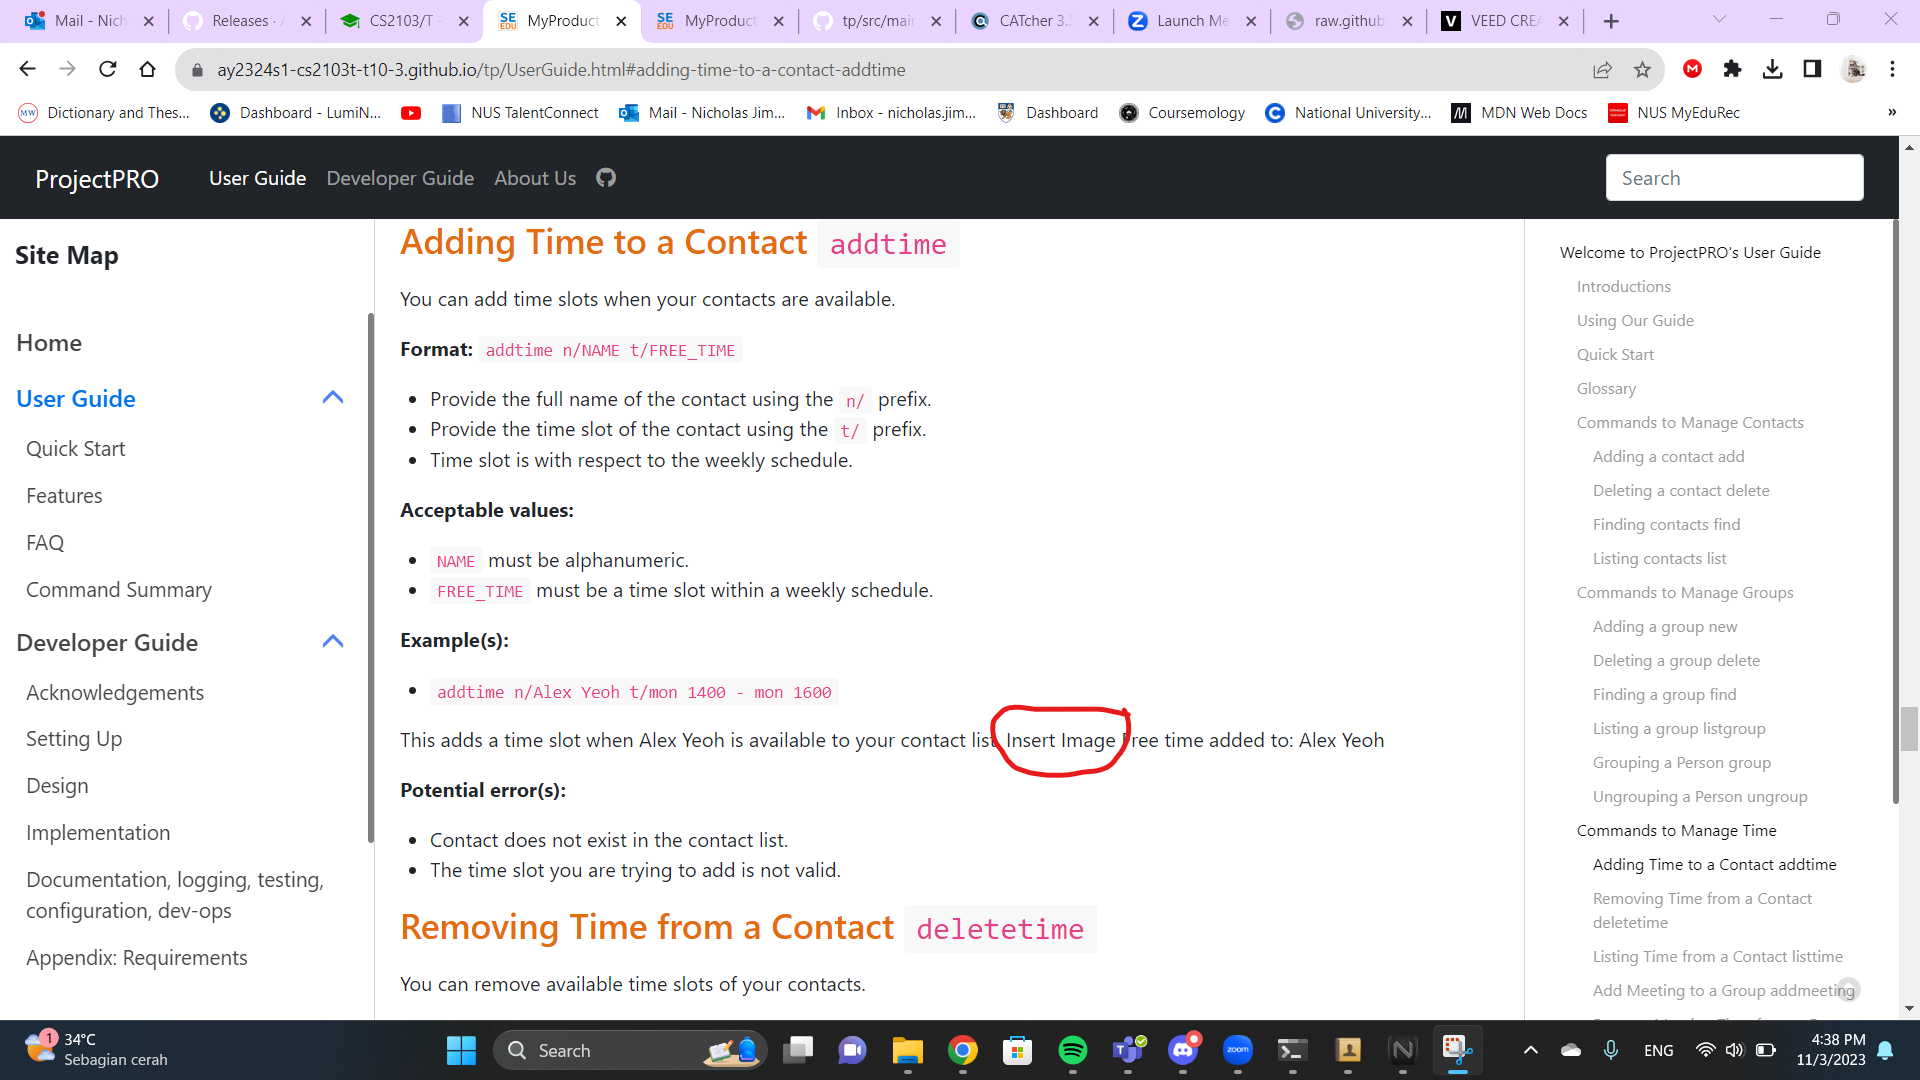 Mail - Nich
Releases ·
CS2103/T -
MyProduct
MyProduct
tp/src/mai
CATcher 3.
Launch Me
raw.github
VEED CREA
ay2324s1-cs2103t-t10-3.github.io/tp/UserGuide.html#adding-time-to-a-contact-addtime
Dictionary and Thes...
Dashboard - LumiN...
NUS TalentConnect
Mail - Nicholas Jim...
Inbox - nicholas.jim...
Dashboard
Coursemology
National University...
MDN Web Docs
NUS MyEduRec
»
ProjectPRO
User Guide
Developer Guide
About Us
Search
Site Map
Home
User Guide
Quick Start
Features
FAQ
Command Summary
Developer Guide
Acknowledgements
Setting Up
Design
Implementation
Documentation, logging, testing,
configuration, dev-ops
Appendix: Requirements
Adding Time to a Contact addtime
You can add time slots when your contacts are available.
Format: addtime n/NAME t/FREE_TIME
Provide the full name of the contact using the n/ prefix.
Provide the time slot of the contact using the t/ prefix.
Time slot is with respect to the weekly schedule.
Acceptable values:
NAME must be alphanumeric.
FREE_TIME must be a time slot within a weekly schedule.
Example(s):
addtime n/Alex Yeoh t/mon 1400 - mon 1600
This adds a time slot when Alex Yeoh is available to your contact list. Insert Image Free time added to: Alex Yeoh
Potential error(s):
Contact does not exist in the contact list.
The time slot you are trying to add is not valid.
Removing Time from a Contact deletetime
You can remove available time slots of your contacts.
Welcome to ProjectPRO's User Guide
Introductions
Using Our Guide
Quick Start
Glossary
Commands to Manage Contacts
Adding a contact add
Deleting a contact delete
Finding contacts find
Listing contacts list
Commands to Manage Groups
Adding a group new
Deleting a group delete
Finding a group find
Listing a group listgroup
Grouping a Person group
Ungrouping a Person ungroup
Commands to Manage Time
Adding Time to a Contact addtime
Removing Time from a Contact
deletetime
Listing Time from a Contact listtime
Add Meeting to a Group addmeeting
1
34°C
Sebagian cerah
Search
zoom
ENG
4:38 PM
11/3/2023